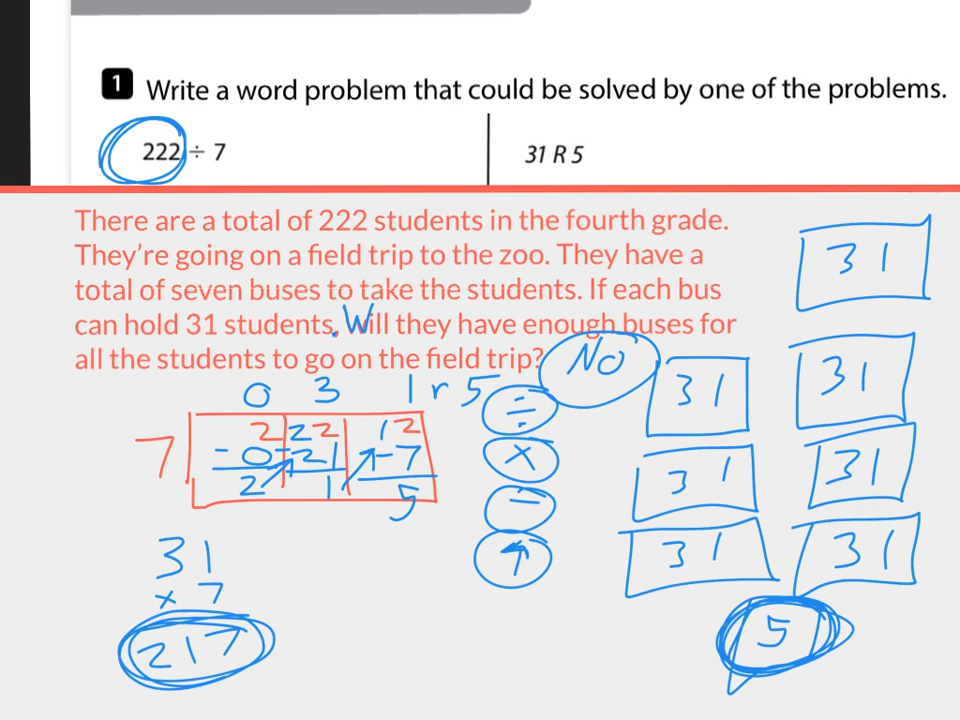 1 Write a word problem that could be solved by one of the problems.
222 ÷ 7
31 R 5
There are a total of 222 students in the fourth grade.
They’re going on a field trip to the zoo. They have a
total of seven buses to take the students. If each bus
can hold 31 students. Will they have enough buses for
all the students to go on the field trip? No
0 3 1 r 5
7 2 22 12
- 0 - 21 - 7
2 1 5
÷
×
−
↑
31
× 7
217
31
31 31
31 31
31 31
5